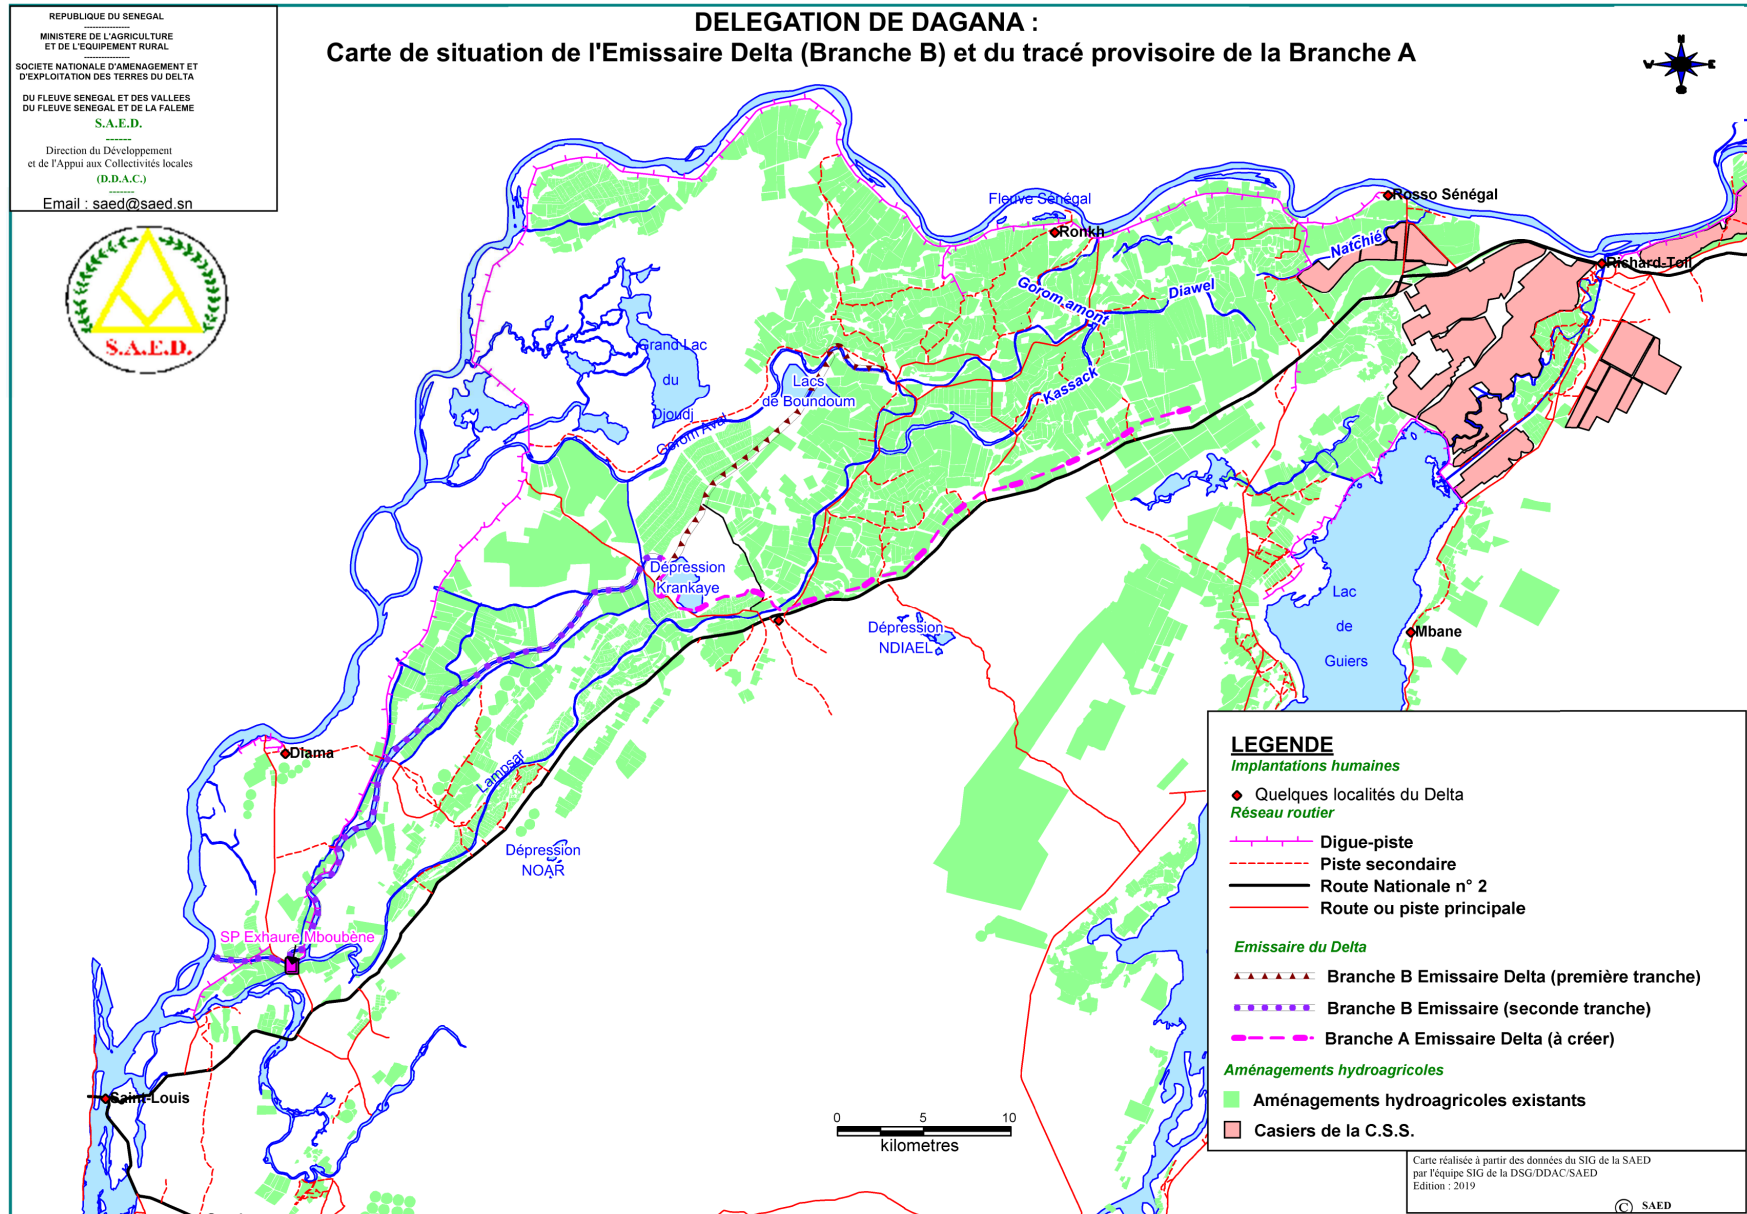 REPUBLIQUE DU SENEGAL
----------------
MINISTERE DE L'AGRICULTURE
ET DE L'EQUIPEMENT RURAL
----------------
SOCIETE NATIONALE D'AMENAGEMENT ET
D'EXPLOITATION DES TERRES DU DELTA
DU FLEUVE SENEGAL ET DES VALLEES
DU FLEUVE SENEGAL ET DE LA FALEME
S.A.E.D.
------
Direction du Développement
et de l'Appui aux Collectivités locales
(D.D.A.C.)
------
Email : saed@saed.sn
S.A.E.D.
DELEGATION DE DAGANA :
Carte de situation de l'Emissaire Delta (Branche B) et du tracé provisoire de la Branche A
N
W
E
S
Fleuve Sénégal
Ronkh
Rosso Sénégal
Natchié
Richard-Toll
Gorom amont
Diawel
Grand Lac
du
Djoudj
Lacs
de Boundoum
Kassack
Gorom Aval
Dépression
Krankaye
Dépression
NDIAEL
Lac
de
Guiers
Mbane
Diama
Lampsar
Dépression
NOAR
SP Exhaure Mboubène
Saint-Louis
0 5 10
kilometres
LEGENDE
Implantations humaines
Quelques localités du Delta
Réseau routier
Digue-piste
Piste secondaire
Route Nationale n° 2
Route ou piste principale
Emissaire du Delta
Branche B Emissaire Delta (première tranche)
Branche B Emissaire (seconde tranche)
Branche A Emissaire Delta (à créer)
Aménagements hydroagricoles
Aménagements hydroagricoles existants
Casiers de la C.S.S.
Carte réalisée à partir des données du SIG de la SAED
par l'équipe SIG de la DSG/DDAC/SAED
Edition : 2019
© SAED